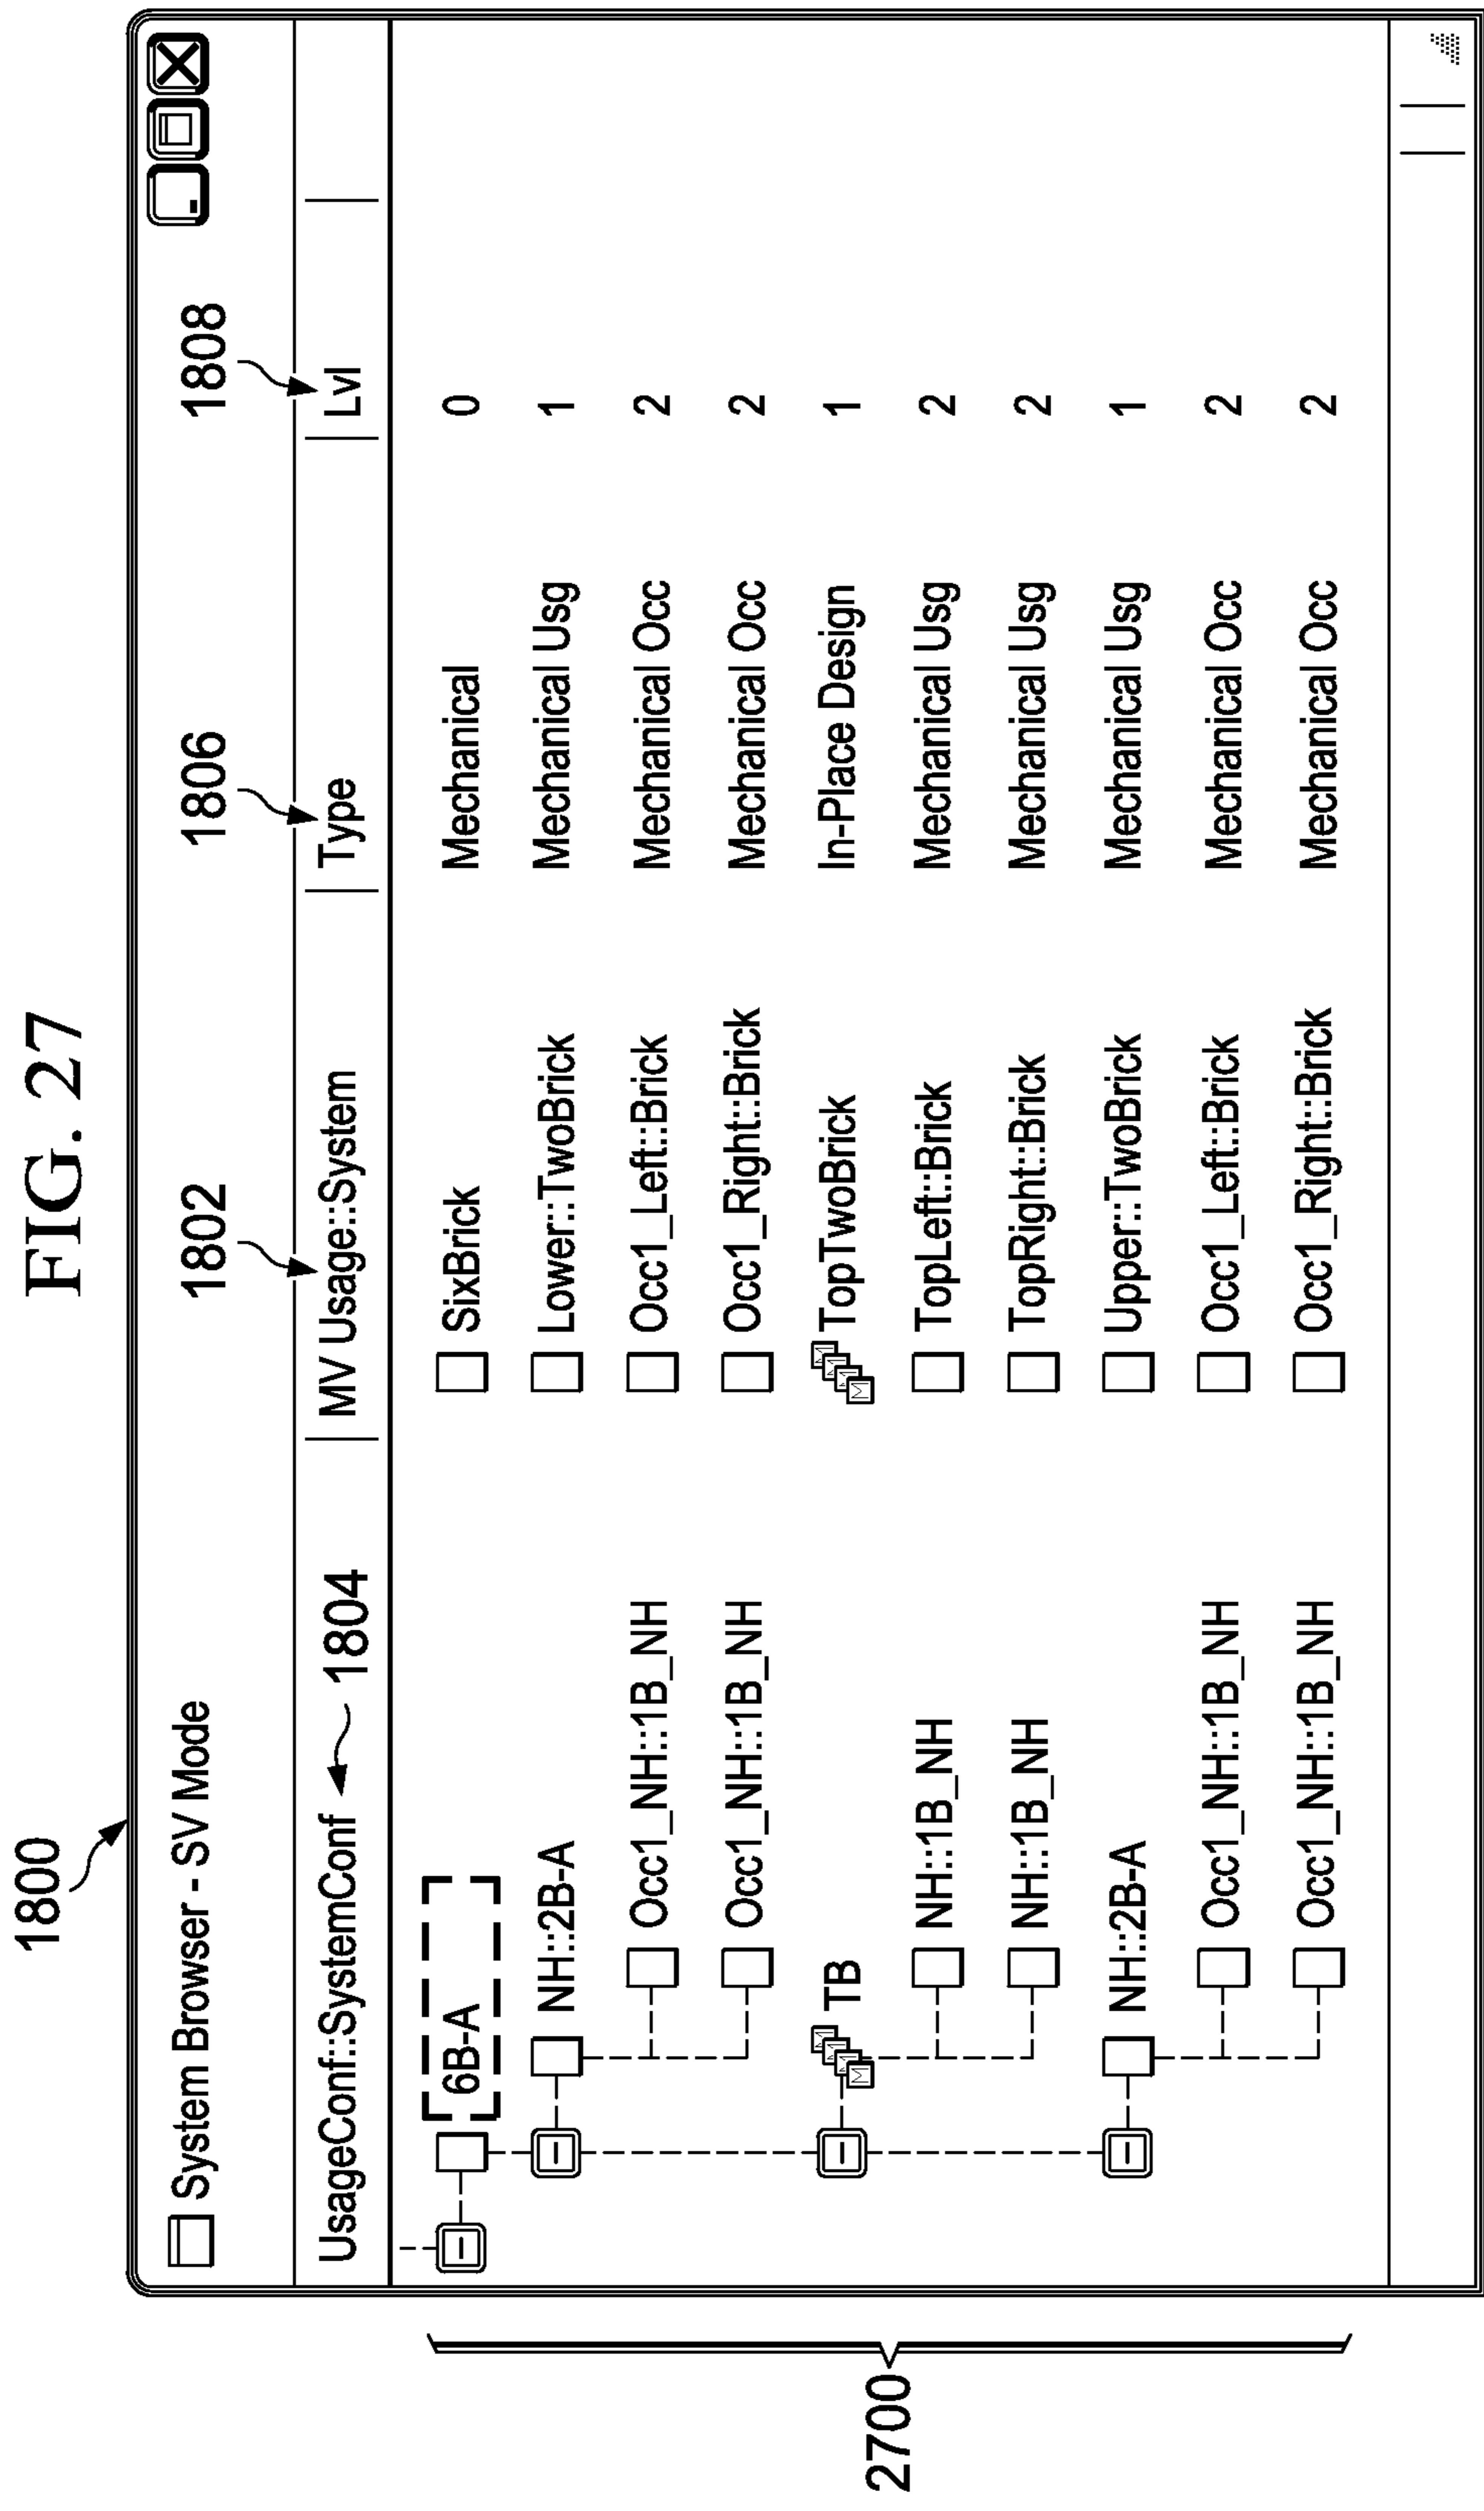 FIG. 27
1800
1802
1806
1808
System Browser - SV Mode
UsageConf::SystemConf
1804
MV Usage::System
Type
Lvl
6B-A
SixBrick
Mechanical
0
NH::2B-A
Lower::TwoBrick
Mechanical Usg
1
Occ1_NH::1B_NH
Occ1_Left::Brick
Mechanical Occ
2
Occ1_NH::1B_NH
Occ1_Right::Brick
Mechanical Occ
2
TB
TopTwoBrick
In-Place Design
1
NH::1B_NH
TopLeft::Brick
Mechanical Usg
2
NH::1B_NH
TopRight::Brick
Mechanical Usg
2
NH::2B-A
Upper::TwoBrick
Mechanical Usg
1
Occ1_NH::1B_NH
Occ1_Left::Brick
Mechanical Occ
2
Occ1_NH::1B_NH
Occ1_Right::Brick
Mechanical Occ
2
2700